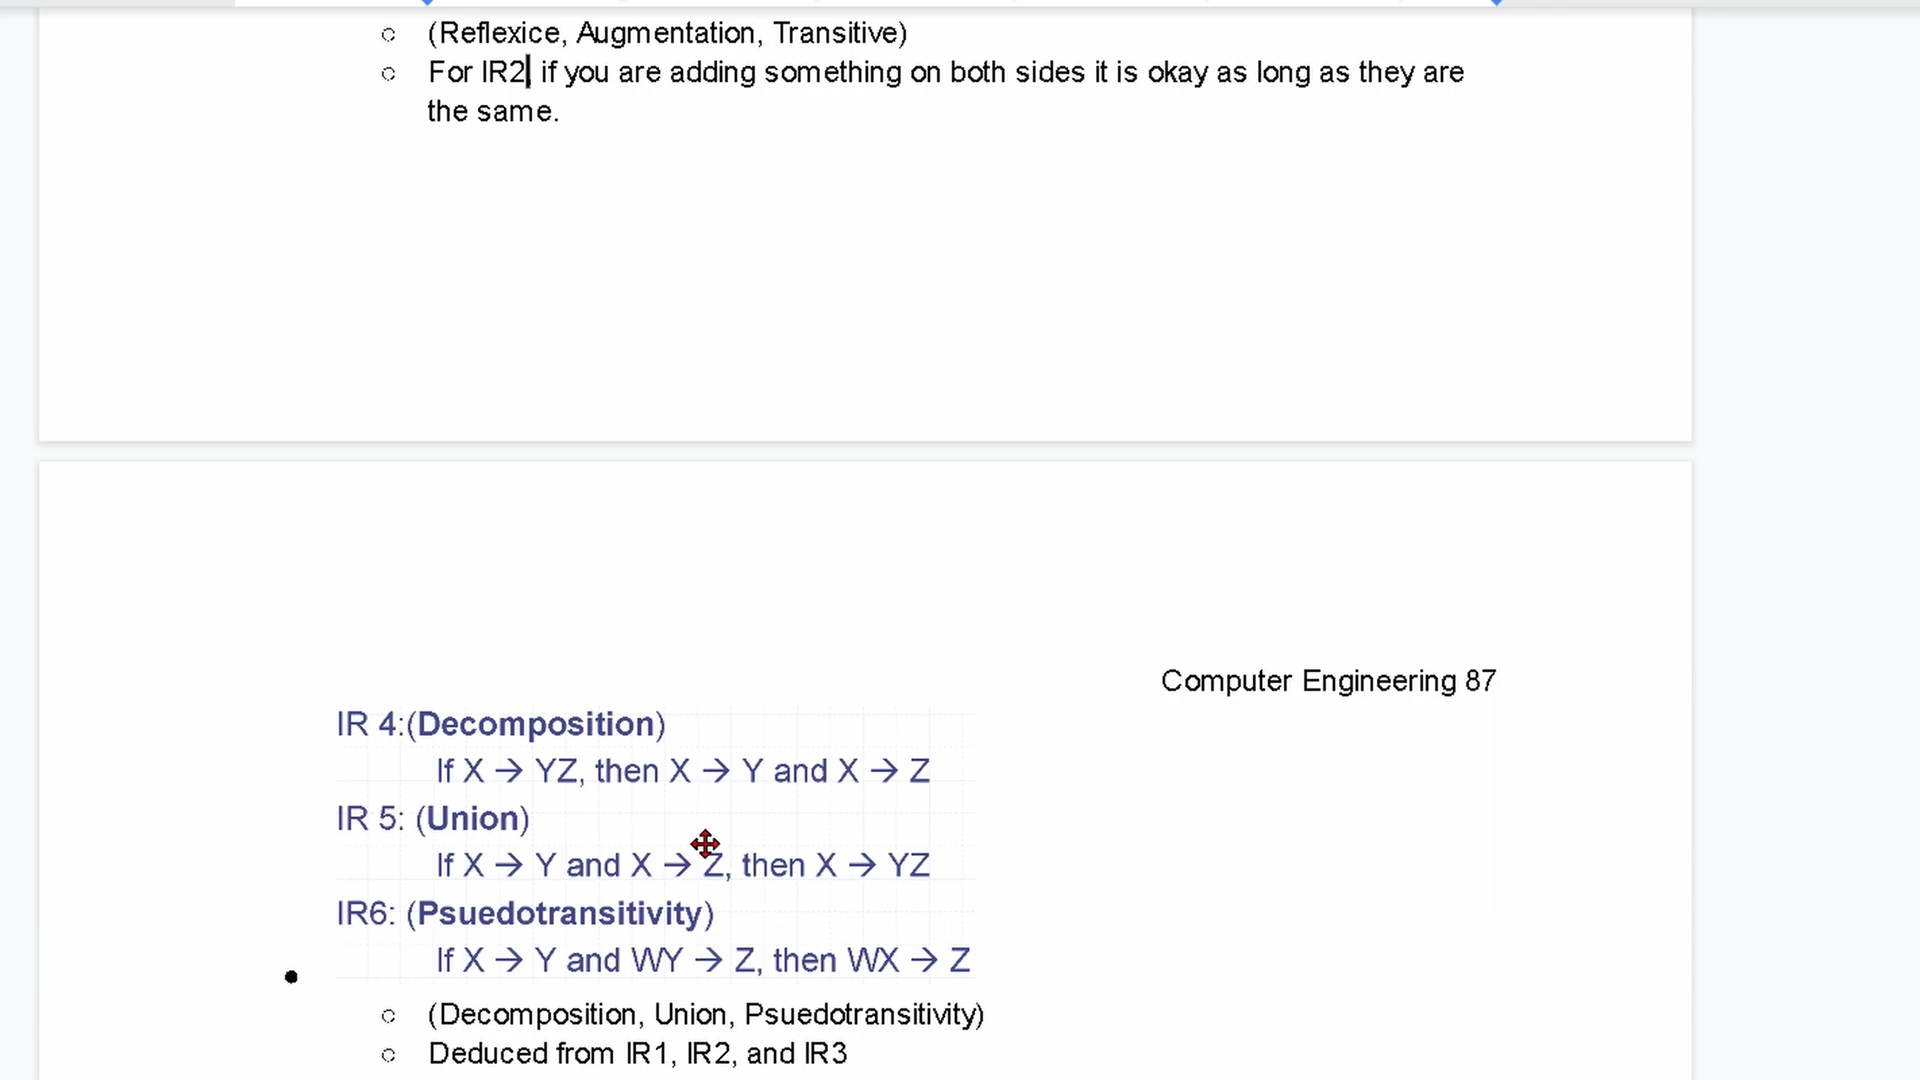 (Reflexice, Augmentation, Transitive)
For IR2, if you are adding something on both sides it is okay as long as they are
the same.
Computer Engineering 87
IR 4:(Decomposition)
If X → YZ, then X → Y and X → Z
IR 5: (Union)
If X → Y and X → Z, then X → YZ
IR6: (Psuedotransitivity)
If X → Y and WY → Z, then WX → Z
(Decomposition, Union, Psuedotransitivity)
Deduced from IR1, IR2, and IR3